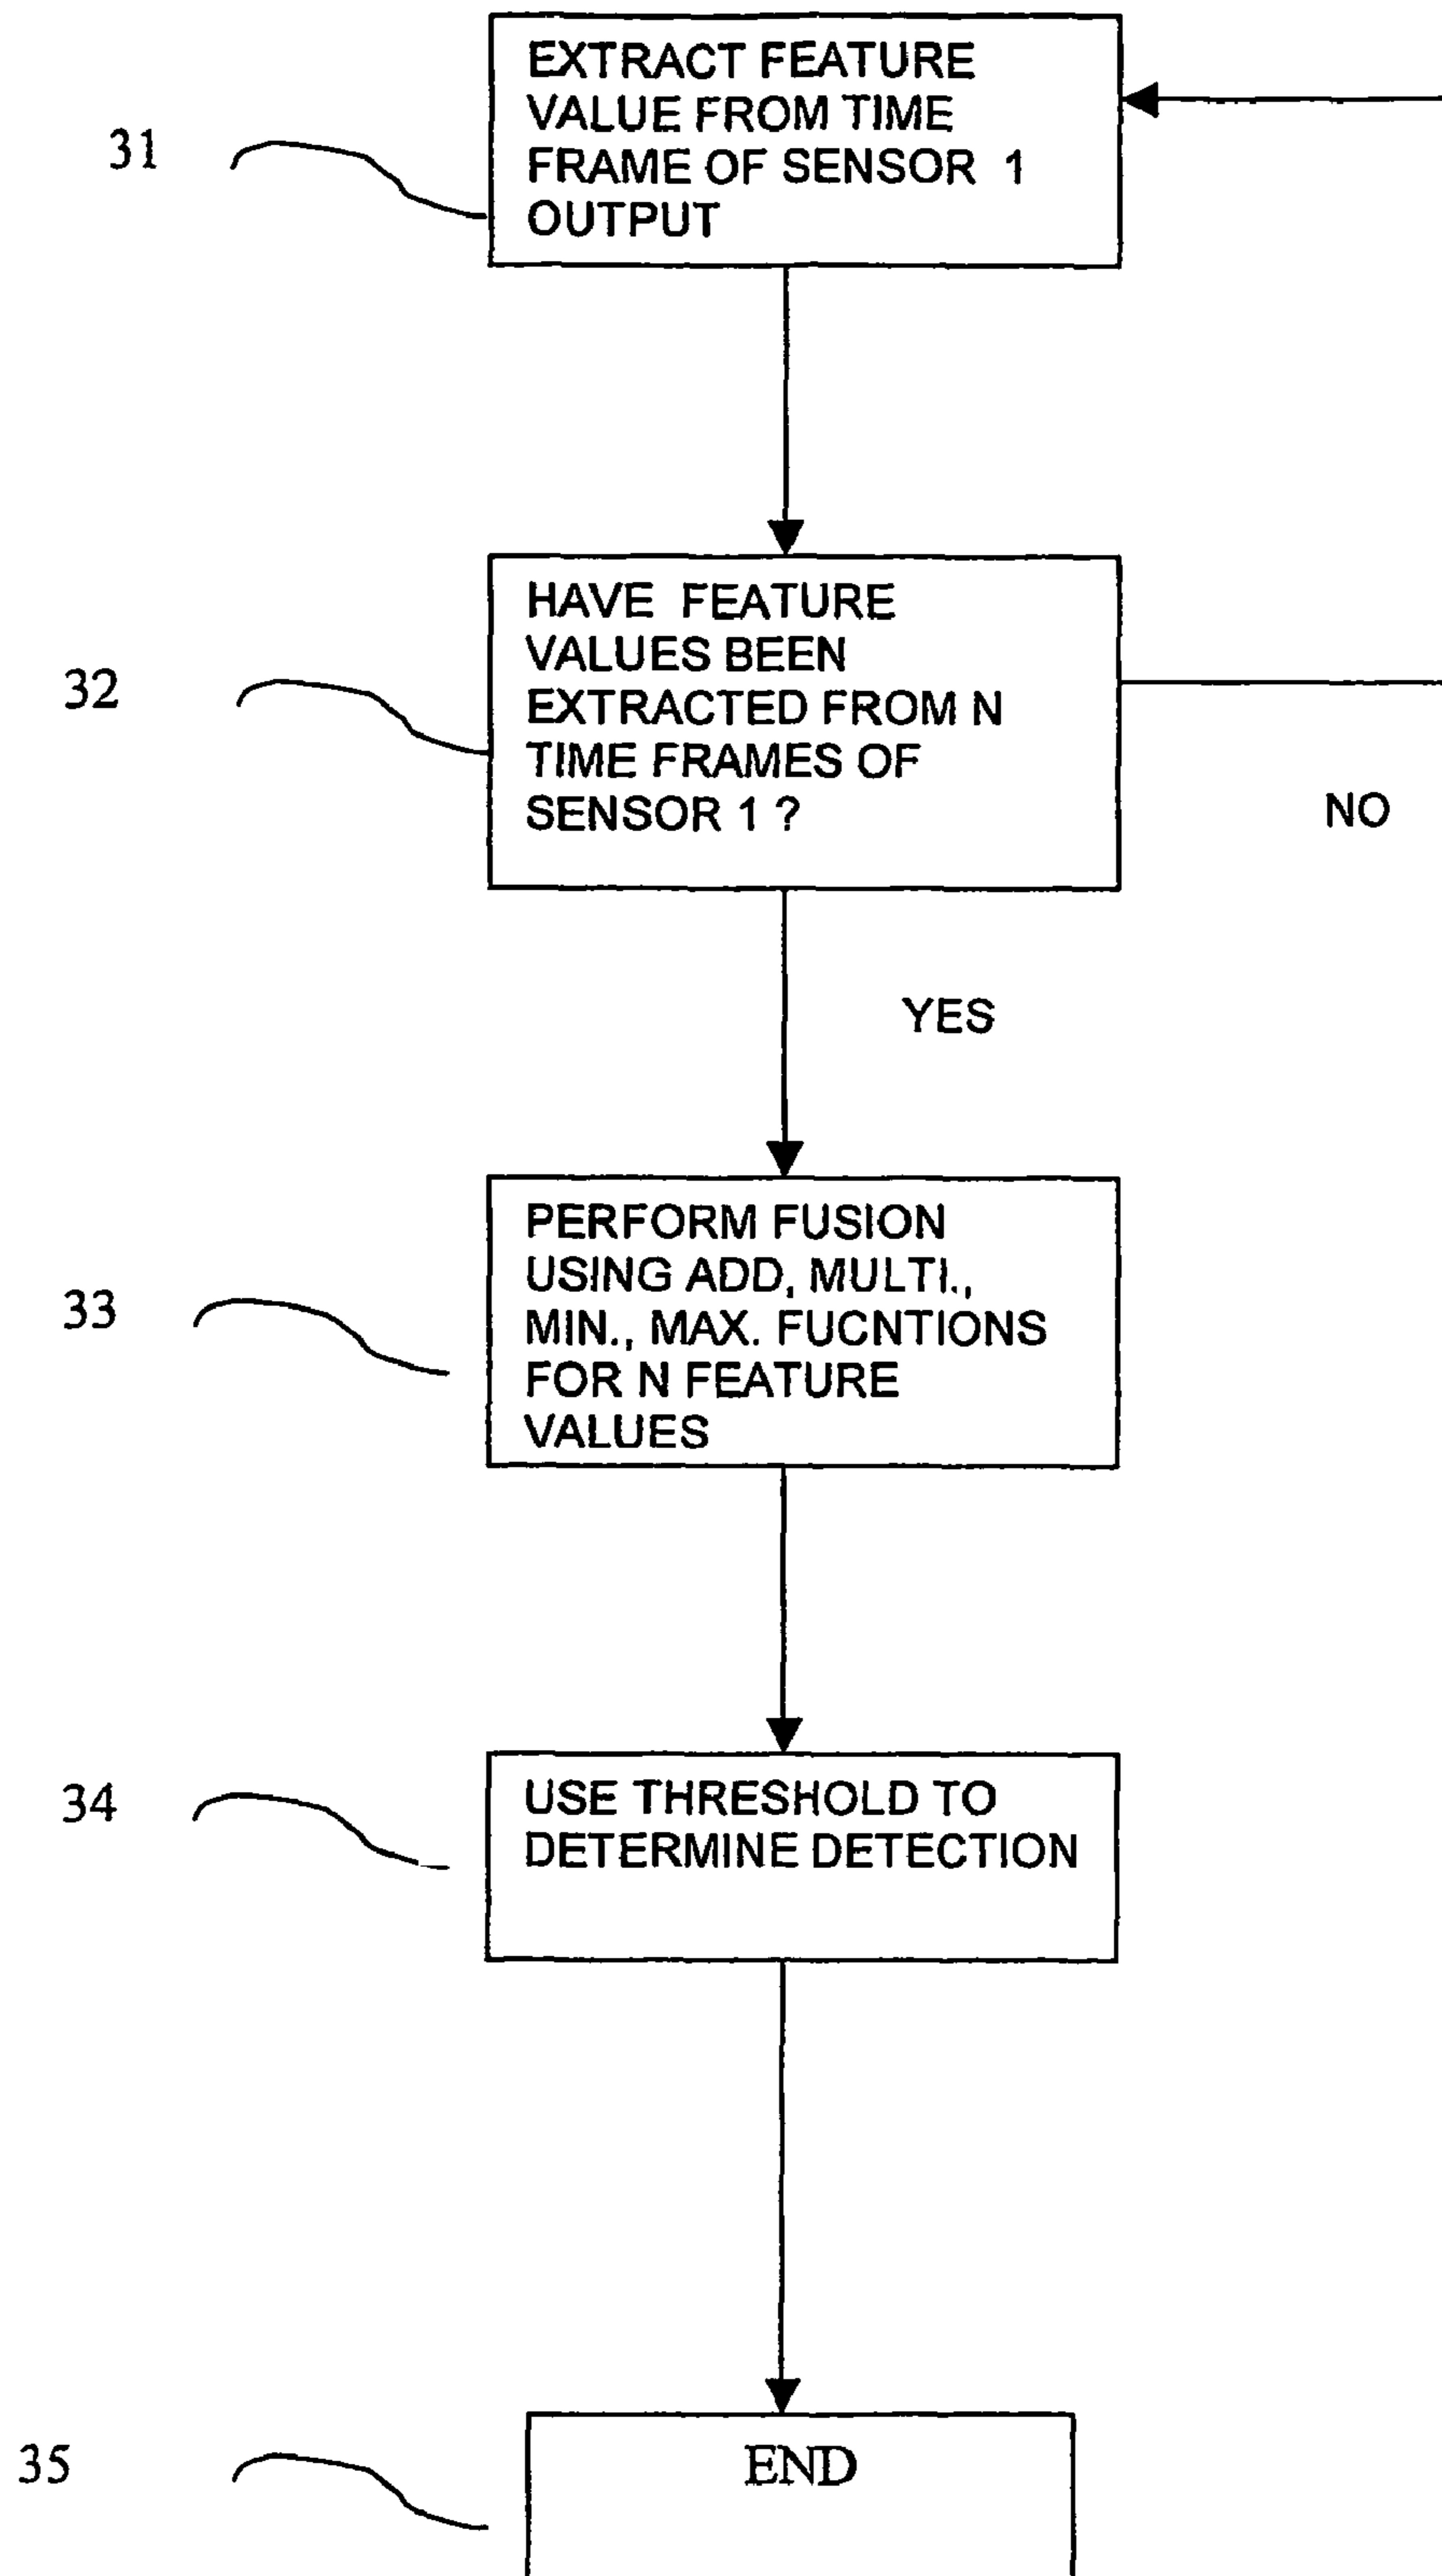 EXTRACT FEATURE
VALUE FROM TIME
FRAME OF SENSOR 1
OUTPUT
31
HAVE FEATURE
VALUES BEEN
EXTRACTED FROM N
TIME FRAMES OF
SENSOR 1 ?
32
NO
YES
PERFORM FUSION
USING ADD, MULTI.,
MIN., MAX. FUCNTIONS
FOR N FEATURE
VALUES
33
USE THRESHOLD TO
DETERMINE DETECTION
34
END
35